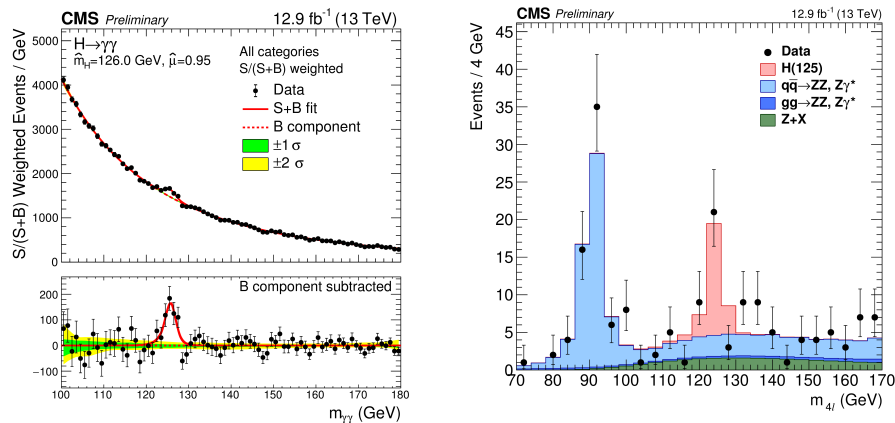 CMS Preliminary 12.9 fb⁻¹ (13 TeV)
S/(S+B) Weighted Events / GeV
5000
4000
3000
2000
1000
0
H→γγ
m̂_H=126.0 GeV, μ̂=0.95
All categories
S/(S+B) weighted
Data
S+B fit
B component
±1 σ
±2 σ
B component subtracted
200
100
0
−100
100 110 120 130 140 150 160 170 180
m_γγ (GeV)
CMS Preliminary 12.9 fb⁻¹ (13 TeV)
Events / 4 GeV
45
40
35
30
25
20
15
10
5
0
Data
H(125)
qq̅→ZZ, Zγ*
gg→ZZ, Zγ*
Z+X
70 80 90 100 110 120 130 140 150 160 170
m_4l (GeV)